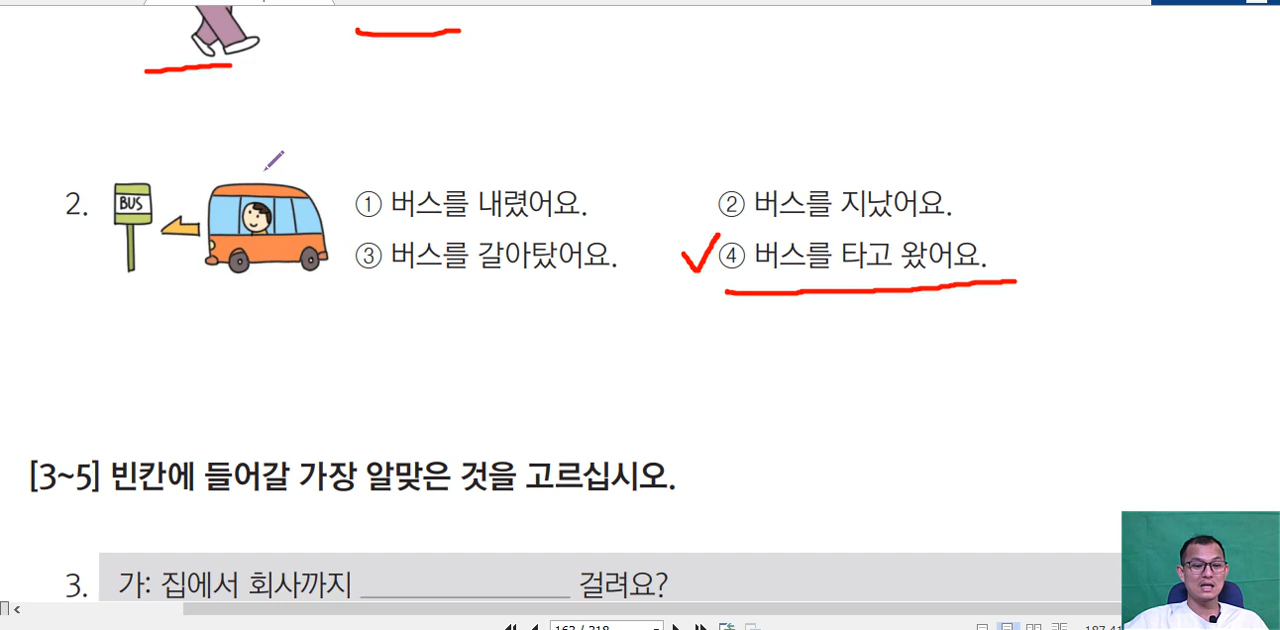 2.
BUS
① 버스를 내렸어요.
② 버스를 지났어요.
③ 버스를 갈아탔어요.
④ 버스를 타고 왔어요.
[3~5] 빈칸에 들어갈 가장 알맞은 것을 고르십시오.
3. 가: 집에서 회사까지 ______________ 걸려요?